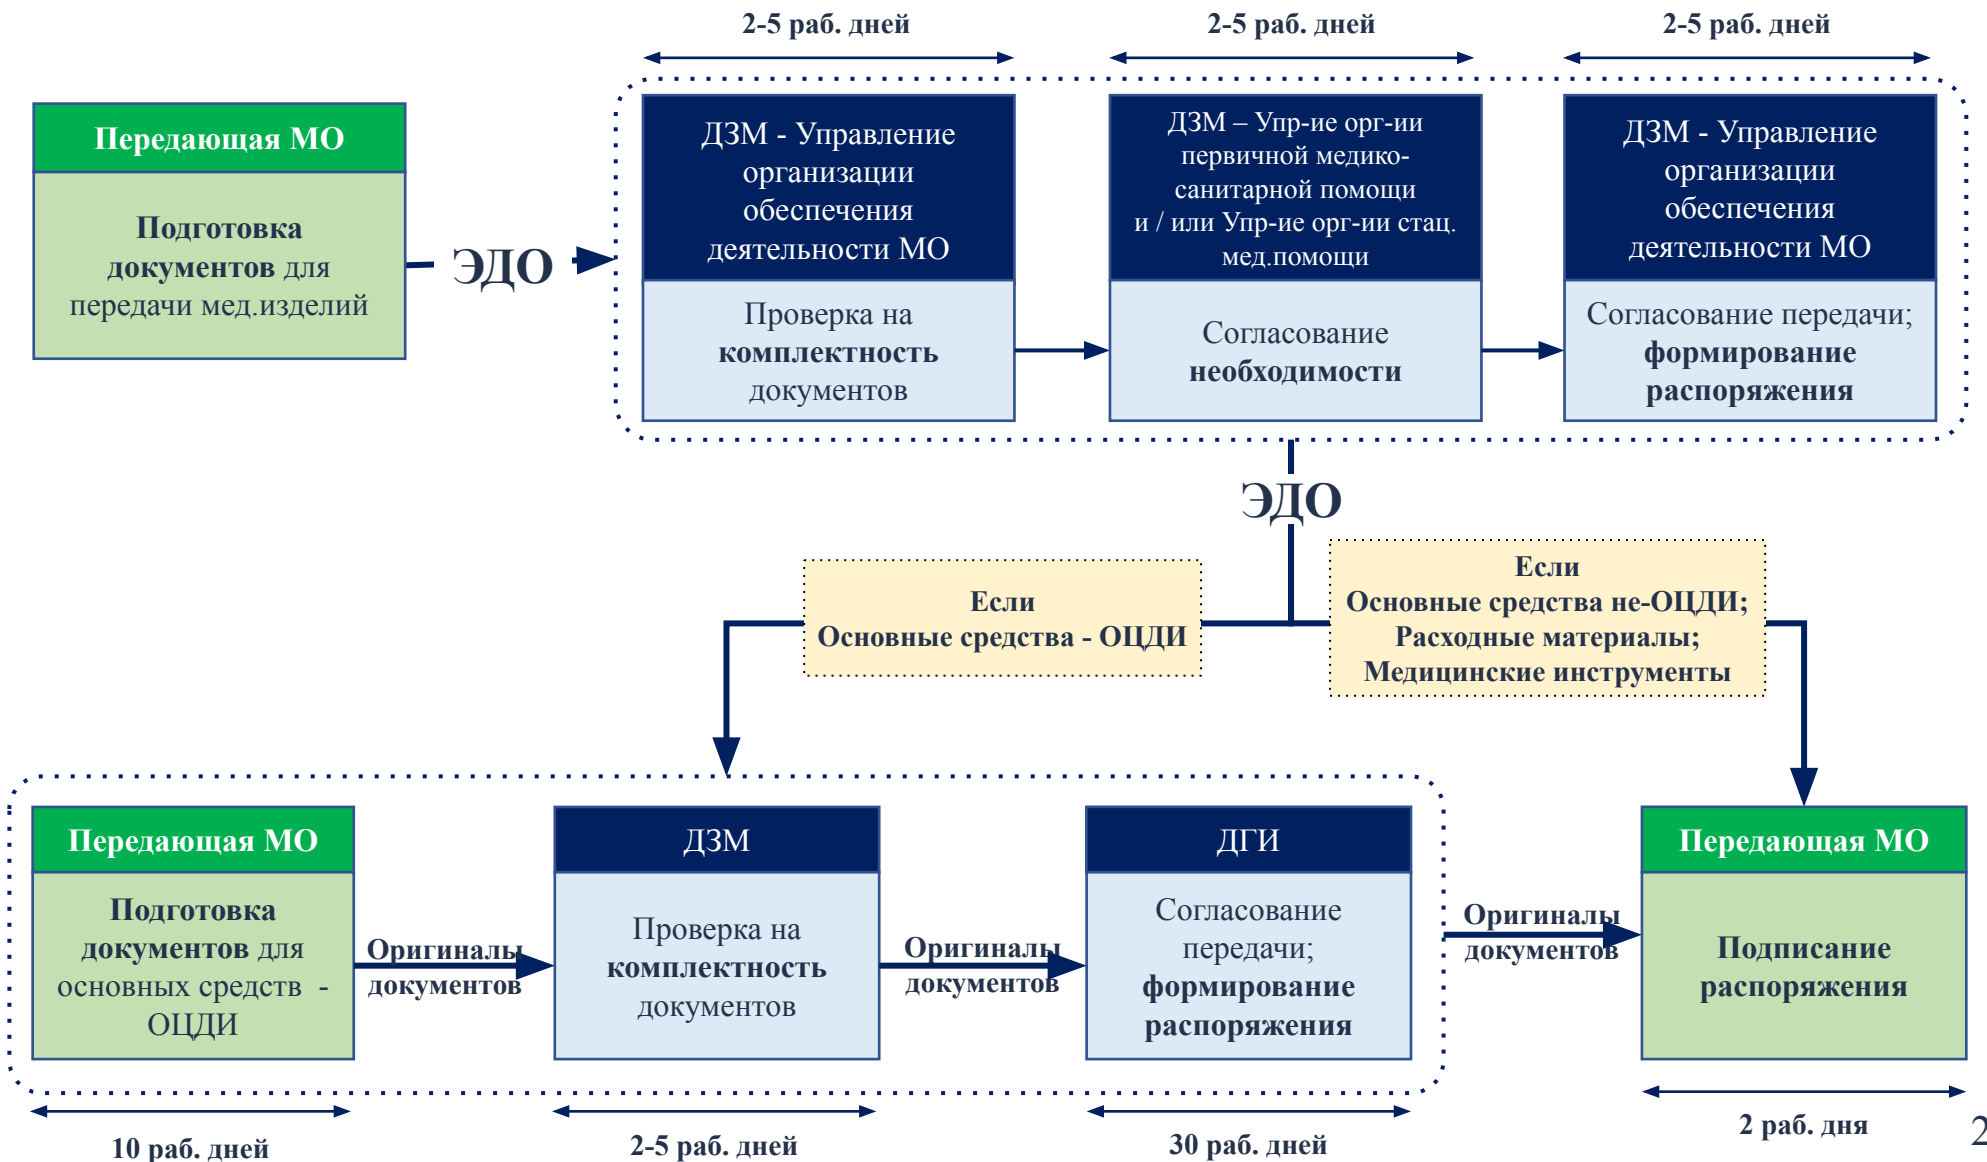 2-5 раб. дней
2-5 раб. дней
2-5 раб. дней
Передающая МО
Подготовка
документов для
передачи мед.изделий
ЭДО
ДЗМ - Управление
организации
обеспечения
деятельности МО
Проверка на
комплектность
документов
ДЗМ – Упр-ие орг-ии
первичной медико-
санитарной помощи
и / или Упр-ие орг-ии стац.
мед.помощи
Согласование
необходимости
ДЗМ - Управление
организации
обеспечения
деятельности МО
Согласование передачи;
формирование
распоряжения
ЭДО
Если
Основные средства - ОЦДИ
Если
Основные средства не-ОЦДИ;
Расходные материалы;
Медицинские инструменты
Передающая МО
Подготовка
документов для
основных средств -
ОЦДИ
Оригиналы
документов
ДЗМ
Проверка на
комплектность
документов
Оригиналы
документов
ДГИ
Согласование
передачи;
формирование
распоряжения
Оригиналы
документов
Передающая МО
Подписание
распоряжения
10 раб. дней
2-5 раб. дней
30 раб. дней
2 раб. дня
2